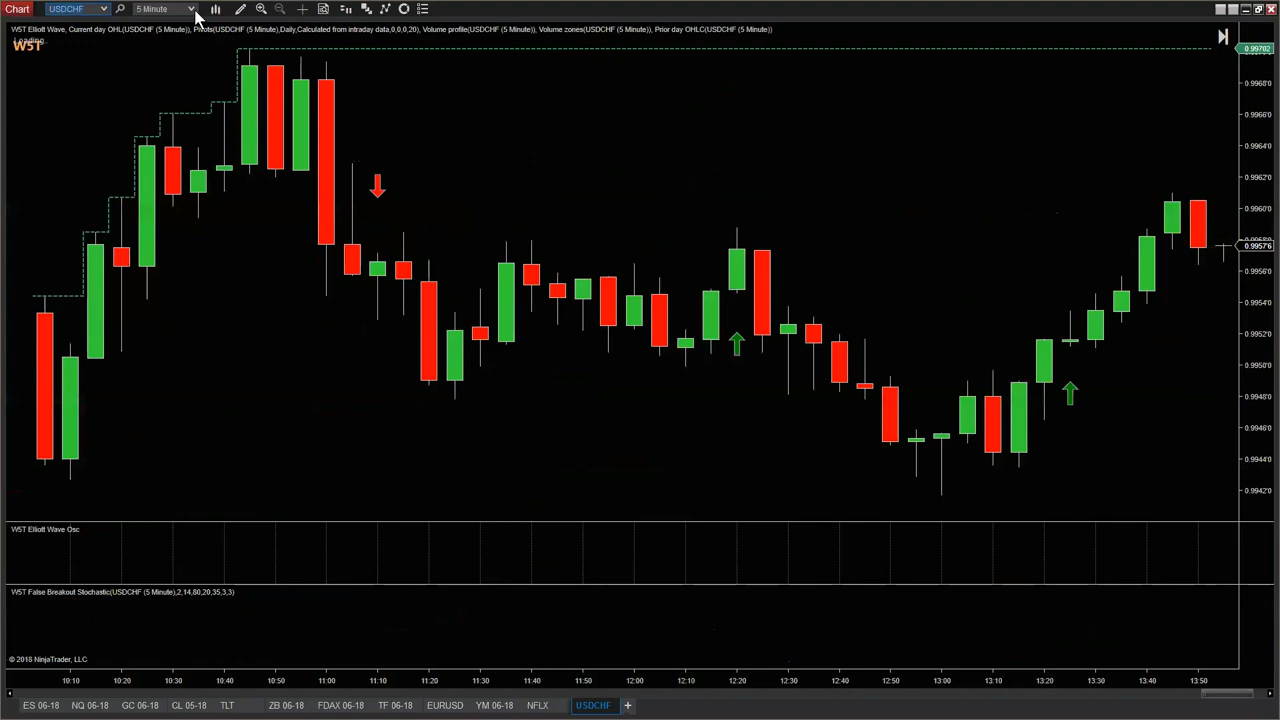 Chart USDCHF 5 Minute
W5T Elliott Wave, Current day OHL(USDCHF (5 Minute)), Pivots(USDCHF (5 Minute),Daily,Calculated from intraday data,0,0,0,20), Volume profile(USDCHF (5 Minute)), Volume zones(USDCHF (5 Minute)), Prior day OHLC(USDCHF (5 Minute))
Loading...
W5T
0.99702
0.9968'0
0.9966'0
0.9964'0
0.9962'0
0.9960'0
0.9957'6
0.9956'0
0.9954'0
0.9952'0
0.9950'0
0.9948'0
0.9946'0
0.9944'0
0.9942'0
W5T Elliott Wave Osc
W5T False Breakout Stochastic(USDCHF (5 Minute),2,14,80,20,35,3,3)
© 2018 NinjaTrader, LLC
10:10 10:20 10:30 10:40 10:50 11:00 11:10 11:20 11:30 11:40 11:50 12:00 12:10 12:20 12:30 12:40 12:50 13:00 13:10 13:20 13:30 13:40 13:50
ES 06-18 NQ 06-18 GC 06-18 CL 05-18 TLT ZB 06-18 FDAX 06-18 TF 06-18 EURUSD YM 06-18 NFLX USDCHF +